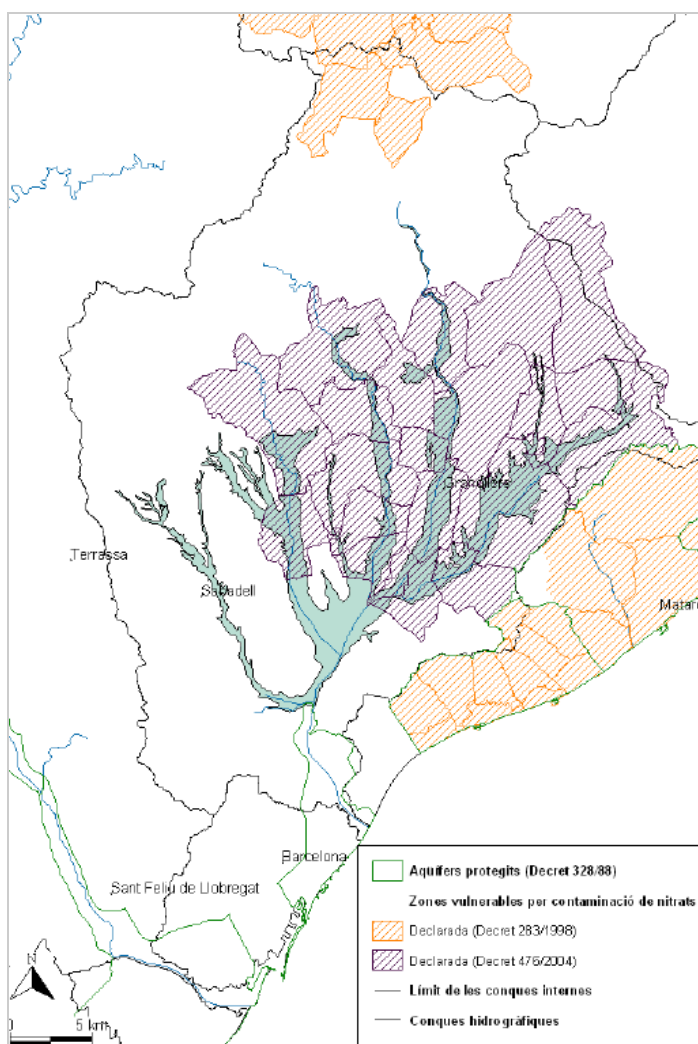 Granollers
Terrassa
Sabadell
Barcelona
Sant Feliu de Llobregat
N
0 5 km
Aqüífers protegits (Decret 328/88)
Zones vulnerables per contaminació de nitrats
Declarada (Decret 283/1998)
Declarada (Decret 476/2004)
Límit de les conques internes
Conques hidrogràfiques